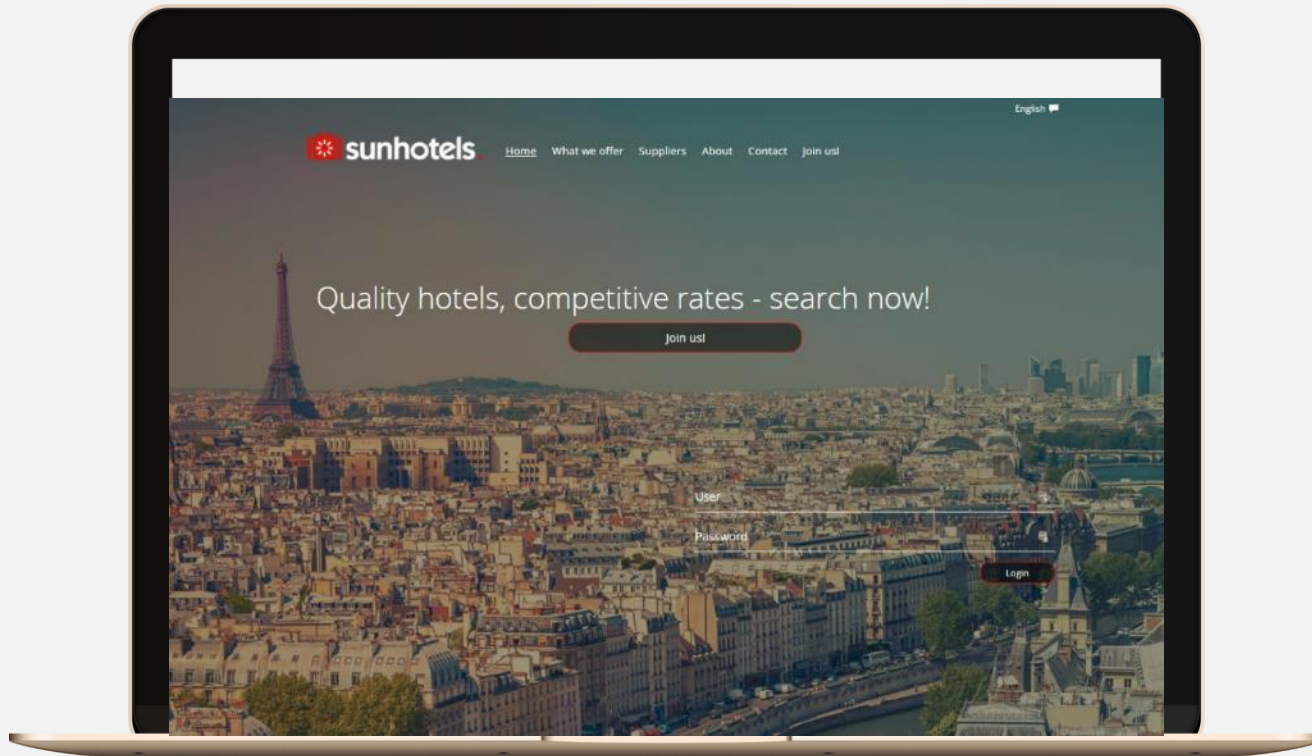 English
sunhotels.
Home What we offer Suppliers About Contact Join us!
Quality hotels, competitive rates - search now!
Join us!
User
Password
Login